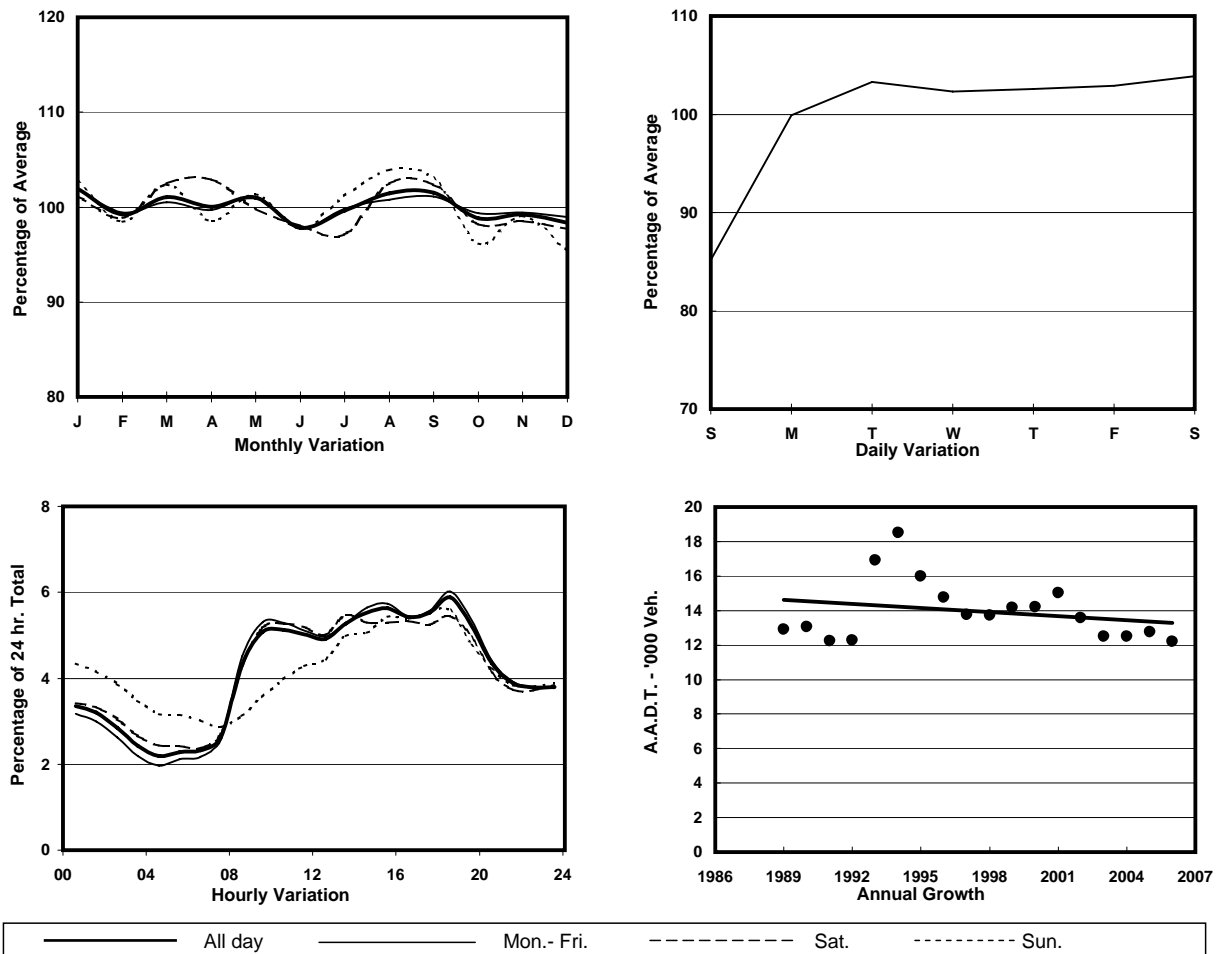 120
110
100
90
80
Percentage of Average
J F M A M J J A S O N D
Monthly Variation
110
100
90
80
70
Percentage of Average
S M T W T F S
Daily Variation
8
6
4
2
0
Percentage of 24 hr. Total
00 04 08 12 16 20 24
Hourly Variation
20
18
16
14
12
10
8
6
4
2
0
A.A.D.T. - '000 Veh.
1986 1989 1992 1995 1998 2001 2004 2007
Annual Growth
All day Mon.- Fri. Sat. Sun.